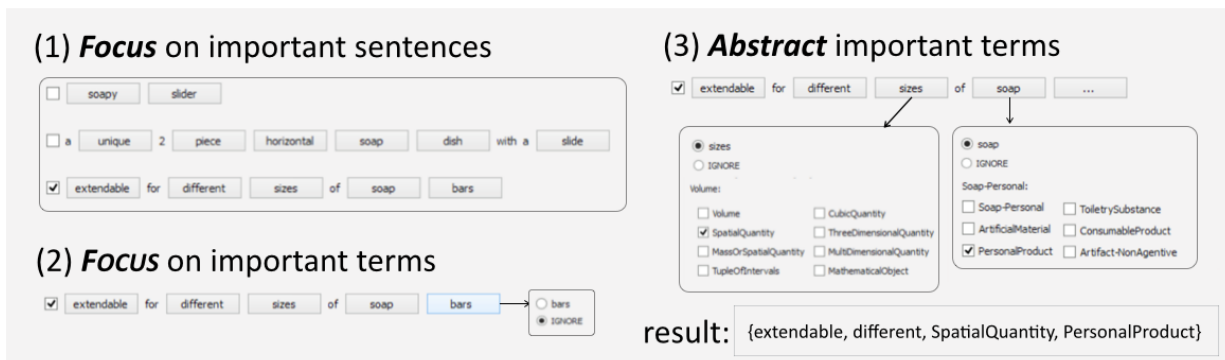 (1) Focus on important sentences
soapy slider
a unique 2 piece horizontal soap dish with a slide
extendable for different sizes of soap bars
(2) Focus on important terms
extendable for different sizes of soap bars
bars
IGNORE
(3) Abstract important terms
extendable for different sizes of soap ...
sizes
IGNORE
Volume:
Volume CubicQuantity
SpatialQuantity ThreeDimensionalQuantity
MassOrSpatialQuantity MultiDimensionalQuantity
TupleOfIntervals MathematicalObject
soap
IGNORE
Soap-Personal:
Soap-Personal ToiletrySubstance
ArtificialMaterial ConsumableProduct
PersonalProduct Artifact-NonAgentive
result: {extendable, different, SpatialQuantity, PersonalProduct}